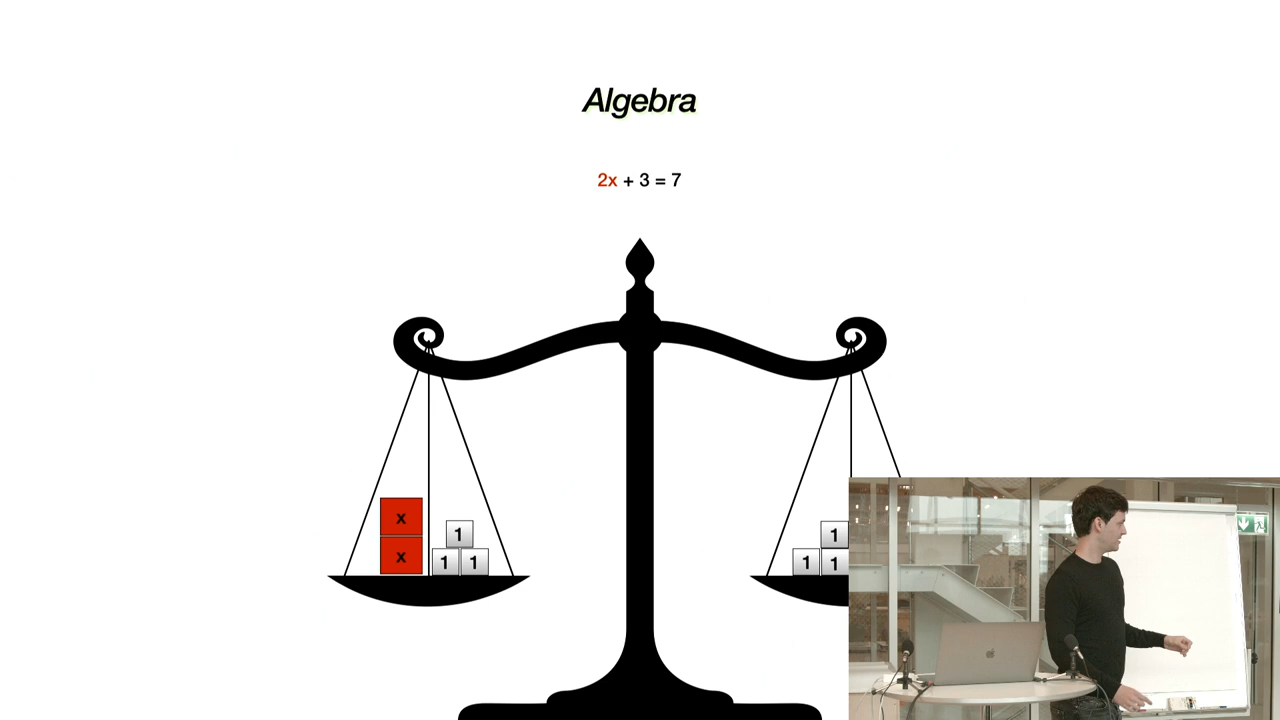 Algebra
2x + 3 = 7
x
1
1
x
1 1
1 1